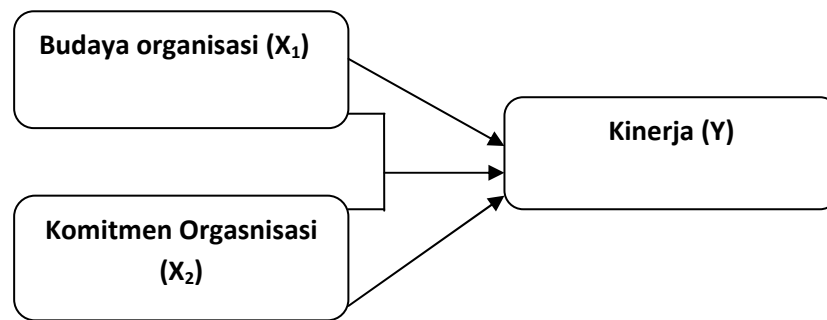 Budaya organisasi (X₁)
Kinerja (Y)
Komitmen Orgasnisasi
(X₂)